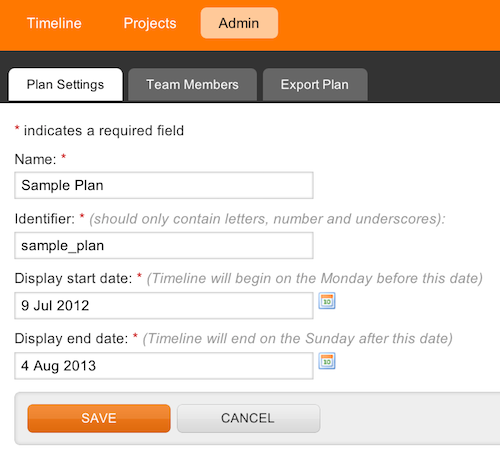 Timeline Projects Admin
Plan Settings Team Members Export Plan
* indicates a required field
Name: *
Sample Plan
Identifier: * (should only contain letters, number and underscores):
sample_plan
Display start date: * (Timeline will begin on the Monday before this date)
9 Jul 2012
Display end date: * (Timeline will end on the Sunday after this date)
4 Aug 2013
SAVE CANCEL